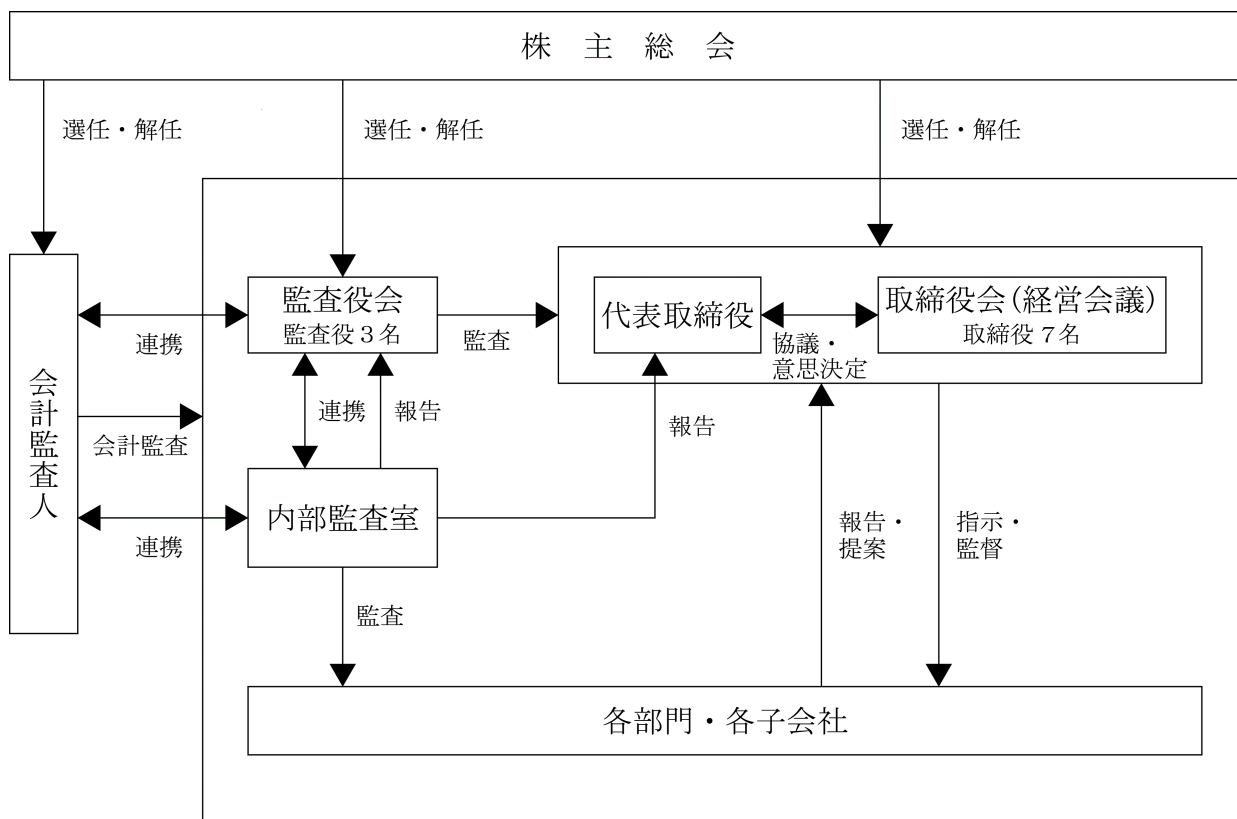 株主総会
選任・解任
選任・解任
選任・解任
監査役会
監査役3名
代表取締役
取締役会(経営会議)
取締役7名
連携
監査
協議・
意思決定
会計監査人
会計監査
連携
報告
報告
内部監査室
連携
報告・
提案
指示・
監督
監査
各部門・各子会社